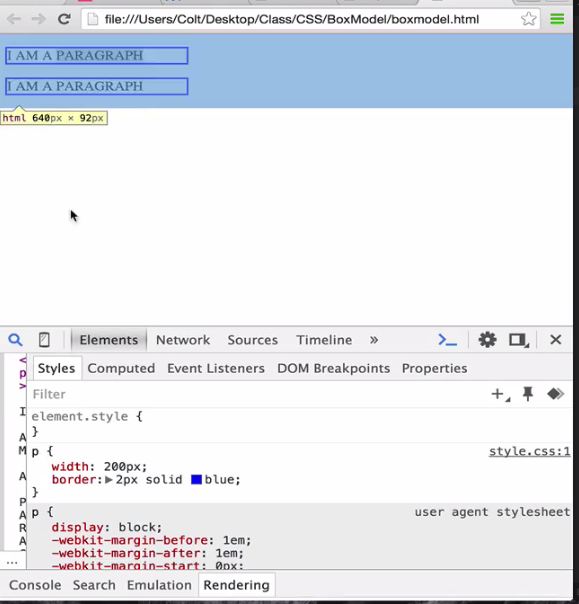 file:///Users/Colt/Desktop/Class/CSS/BoxModel/boxmodel.html
I AM A PARAGRAPH
I AM A PARAGRAPH
html 640px × 92px
Elements Network Sources Timeline »
Styles Computed Event Listeners DOM Breakpoints Properties
Filter
element.style {
}
p { style.css:1
width: 200px;
border: 2px solid blue;
}
p { user agent stylesheet
display: block;
-webkit-margin-before: 1em;
-webkit-margin-after: 1em;
-webkit-margin-start: 0px;
...
Console Search Emulation Rendering